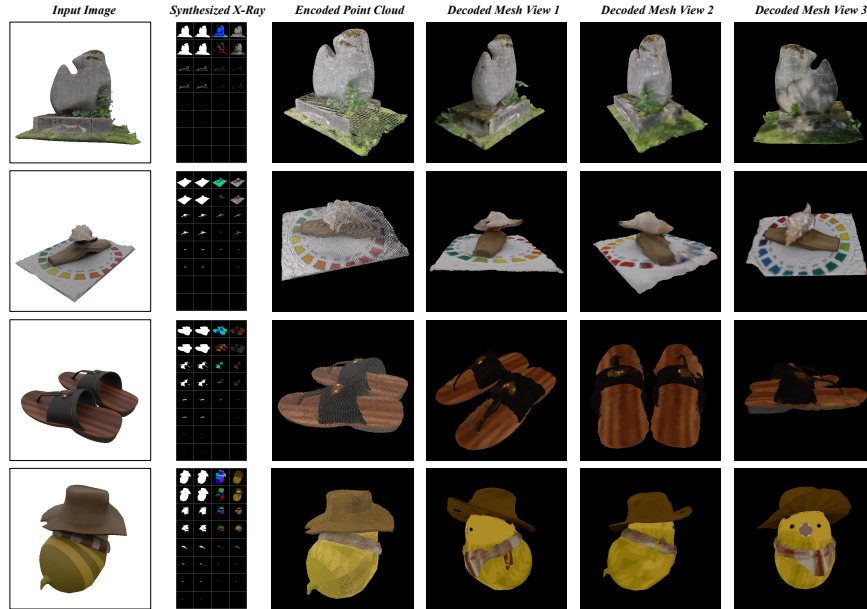 Input Image
Synthesized X-Ray
Encoded Point Cloud
Decoded Mesh View 1
Decoded Mesh View 2
Decoded Mesh View 3